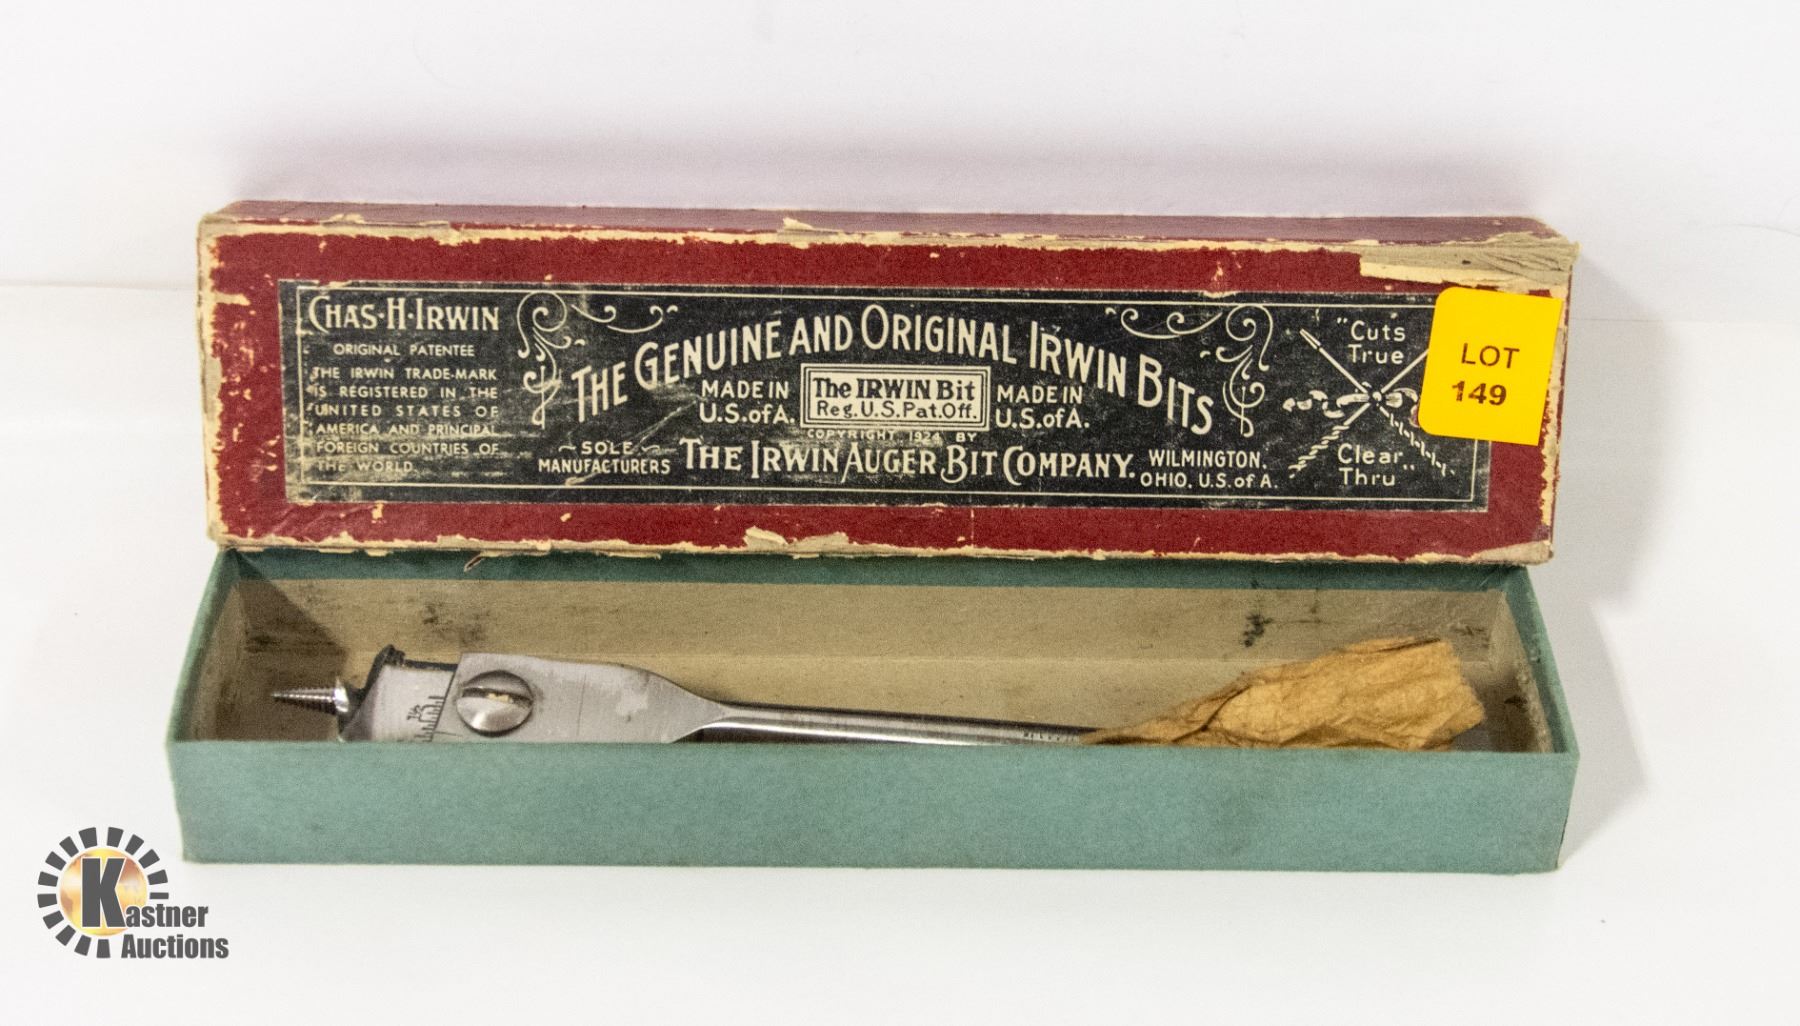 CHAS·H·IRWIN
ORIGINAL PATENTEE
THE IRWIN TRADE-MARK
IS REGISTERED IN THE
UNITED STATES OF
AMERICA AND PRINCIPAL
FOREIGN COUNTRIES OF
THE WORLD
THE GENUINE AND ORIGINAL IRWIN BITS
MADE IN
U.S.of A.
The IRWIN Bit
Reg. U.S. Pat. Off.
MADE IN
U.S.of A.
COPYRIGHT 1924 BY
~SOLE~
MANUFACTURERS
THE IRWIN AUGER BIT COMPANY.
WILMINGTON,
OHIO, U.S. of A.
"Cuts
True
Clear
Thru"
LOT
149
Kastner
Auctions